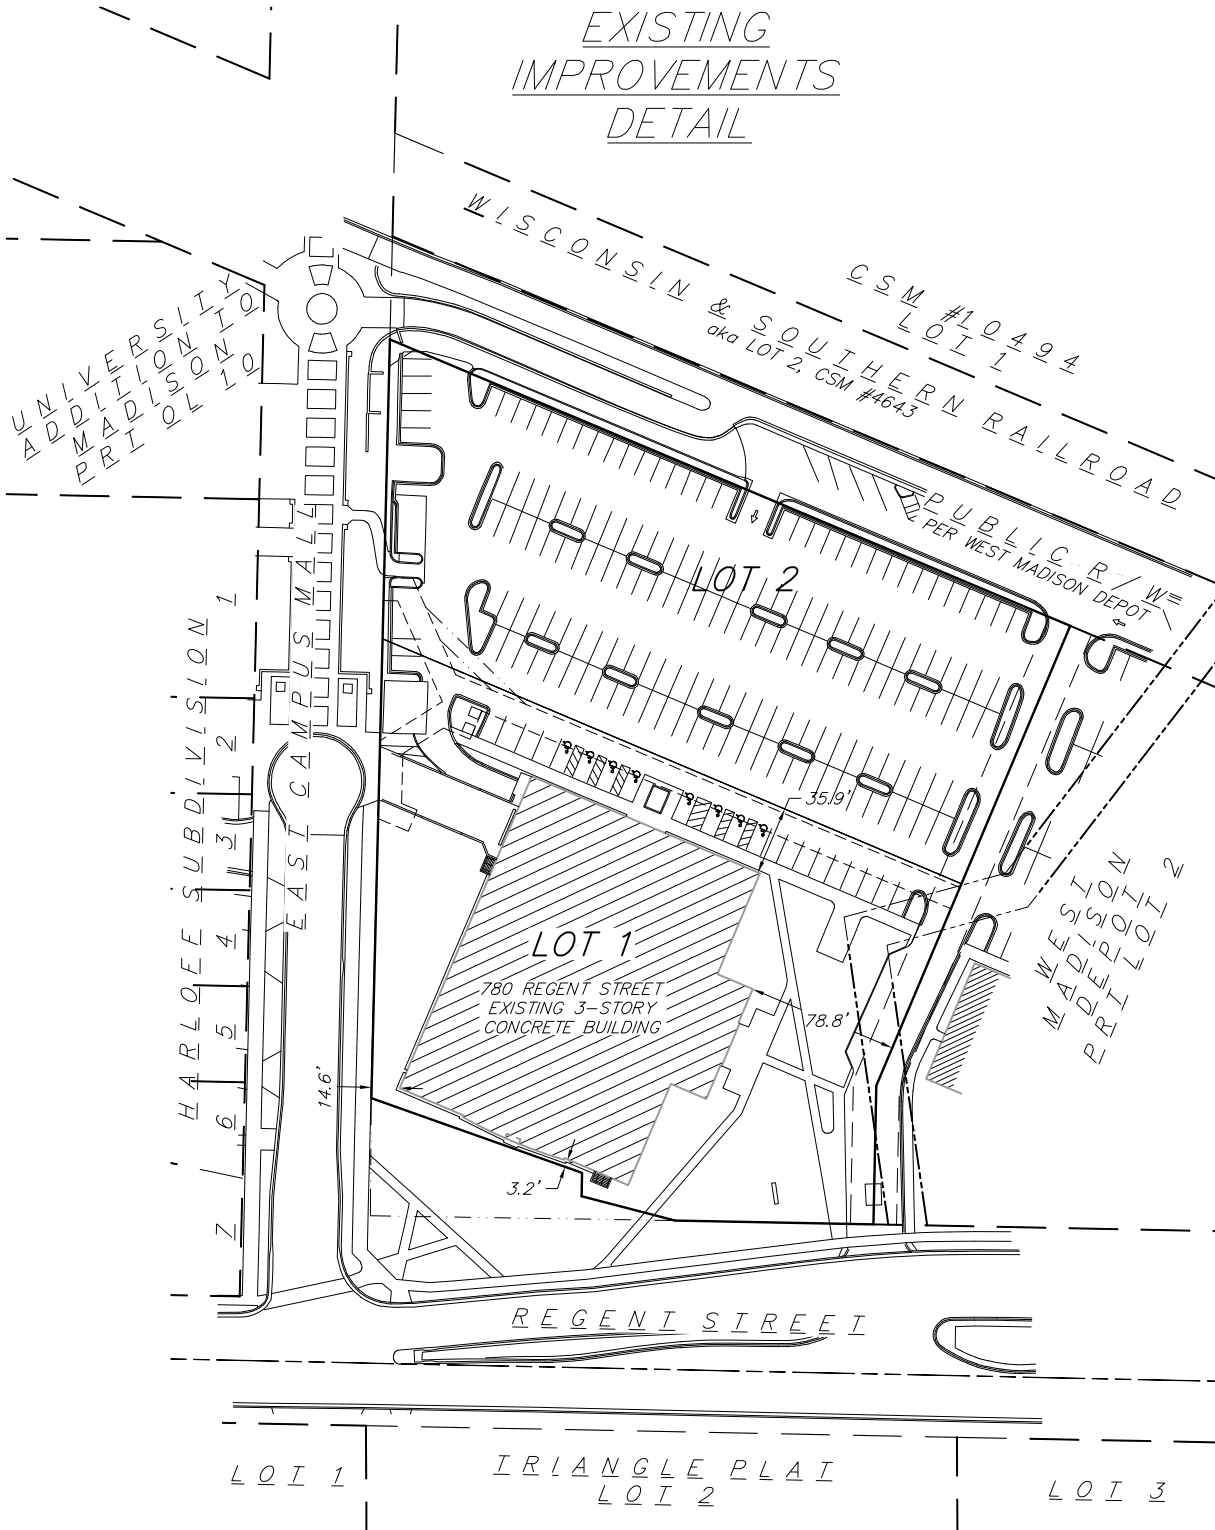 EXISTING
IMPROVEMENTS
DETAIL
WISCONSIN & SOUTHERN RAILROAD
aka LOT 2, CSM #4643
CSM #10494
LOT 1
UNIVERSITY
ADDITION TO
MADISON
PRT OL 10
PUBLIC R/W
PER WEST MADISON DEPOT
LOT 2
EAST CAMPUS MALL
HARLOFF SUBDIVISION
1
2
3
4
5
6
7
35.9'
LOT 1
780 REGENT STREET
EXISTING 3-STORY
CONCRETE BUILDING
78.8'
14.6'
3.2'
WEST
MADISON
DEPOT
PRT LOT 2
REGENT STREET
LOT 1
TRIANGLE PLAT
LOT 2
LOT 3